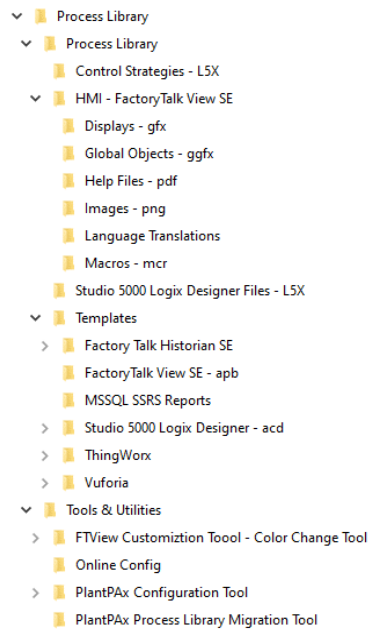 Process Library
Process Library
Control Strategies - L5X
HMI - FactoryTalk View SE
Displays - gfx
Global Objects - ggfx
Help Files - pdf
Images - png
Language Translations
Macros - mcr
Studio 5000 Logix Designer Files - L5X
Templates
Factory Talk Historian SE
FactoryTalk View SE - apb
MSSQL SSRS Reports
Studio 5000 Logix Designer - acd
ThingWorx
Vuforia
Tools & Utilities
FTView Customiztion Toool - Color Change Tool
Online Config
PlantPAx Configuration Tool
PlantPAx Process Library Migration Tool